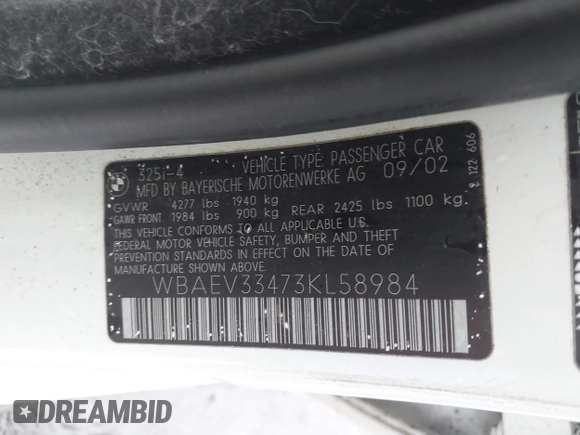 325i-4 VEHICLE TYPE: PASSENGER CAR
MFD BY BAYERISCHE MOTORENWERKE AG 09/02
GVWR 4277 lbs 1940 kg
GAWR FRONT 1984 lbs 900 kg REAR 2425 lbs 1100 kg
THIS VEHICLE CONFORMS TO ALL APPLICABLE U.S.
FEDERAL MOTOR VEHICLE SAFETY, BUMPER AND THEFT
PREVENTION STANDARDS IN EFFECT ON THE DATE OF
MANUFACTURE SHOWN ABOVE.
WBAEV33473KL58984
8 122 606
DREAMBID